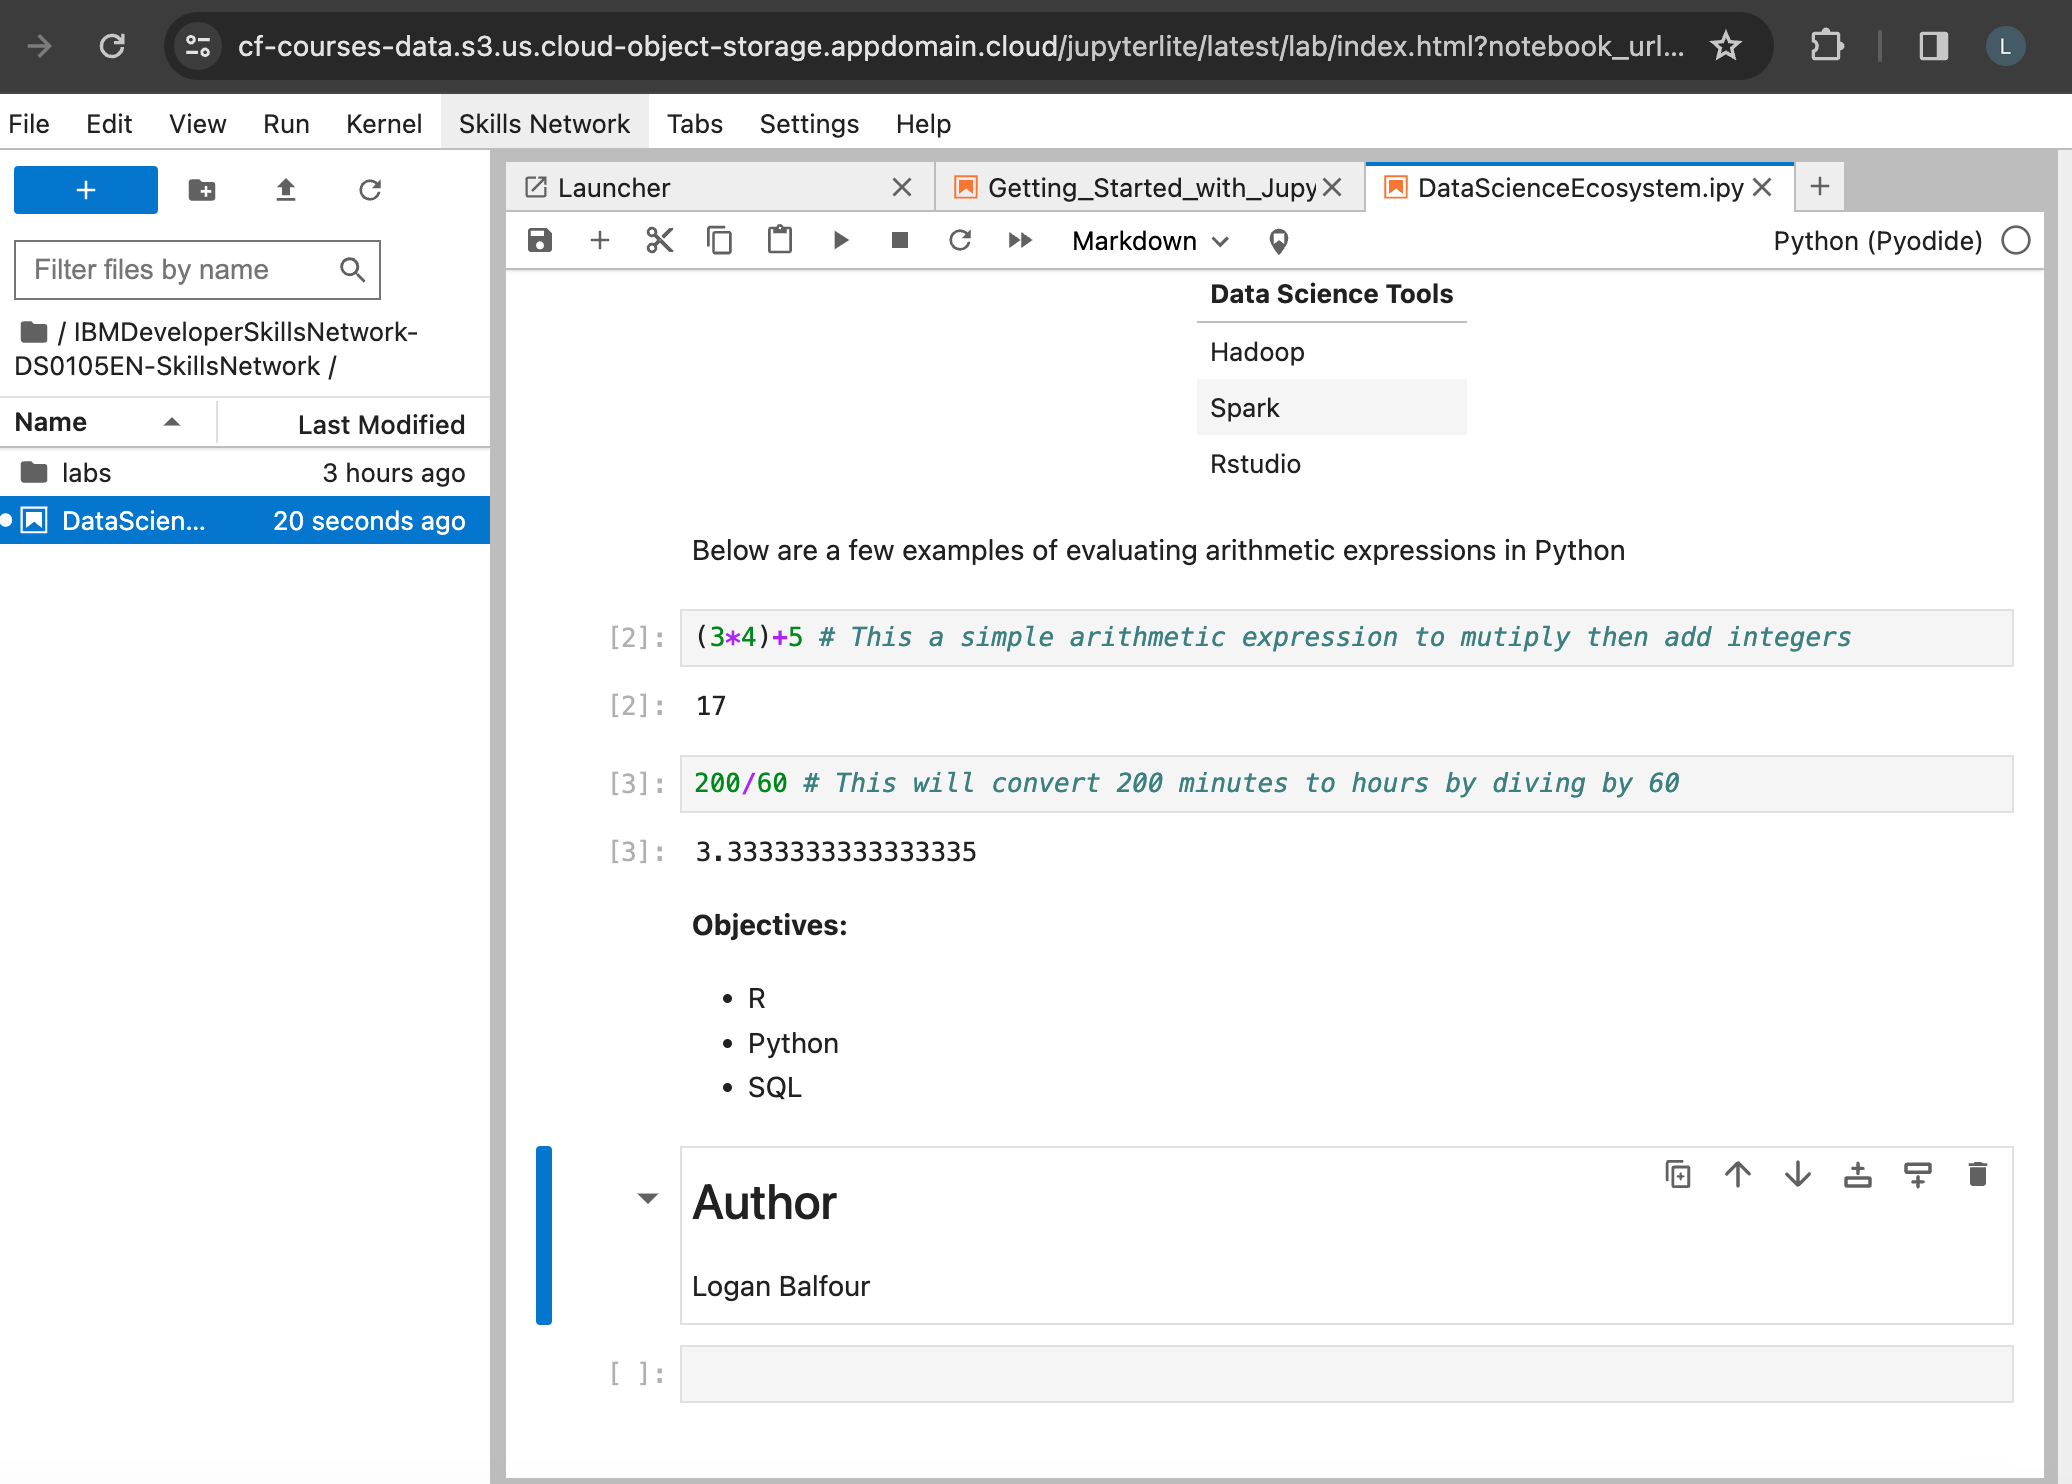 cf-courses-data.s3.us.cloud-object-storage.appdomain.cloud/jupyterlite/latest/lab/index.html?notebook_url...
L
File Edit View Run Kernel Skills Network Tabs Settings Help
+
Filter files by name
/ IBMDeveloperSkillsNetwork-
DS0105EN-SkillsNetwork /
Name Last Modified
labs 3 hours ago
DataScien... 20 seconds ago
Launcher Getting_Started_with_Jupy DataScienceEcosystem.ipy
Markdown Python (Pyodide)
Data Science Tools
Hadoop
Spark
Rstudio
Below are a few examples of evaluating arithmetic expressions in Python
[2]: (3*4)+5 # This a simple arithmetic expression to mutiply then add integers
[2]: 17
[3]: 200/60 # This will convert 200 minutes to hours by diving by 60
[3]: 3.3333333333333335
Objectives:
• R
• Python
• SQL
Author
Logan Balfour
[ ]: